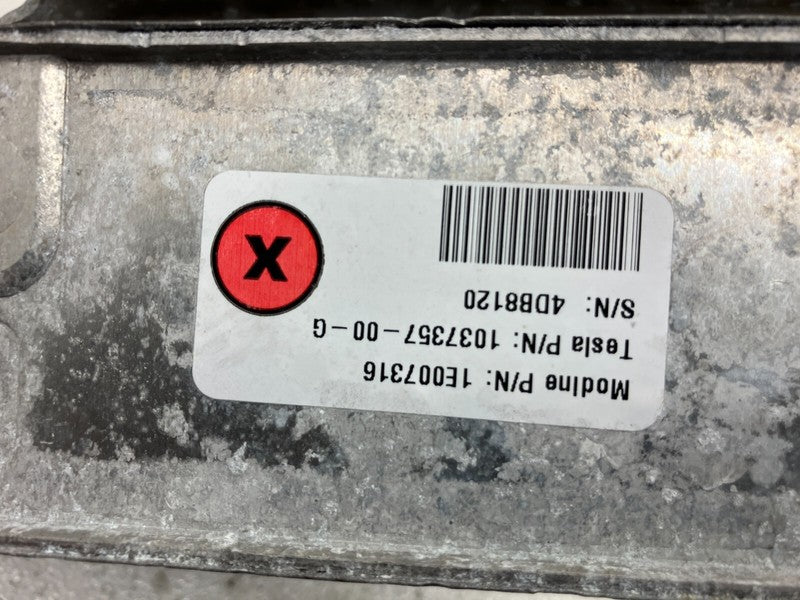 Modine P/N: 1E007316
Tesla P/N: 1037357-00-G
S/N: 4DB8120
X